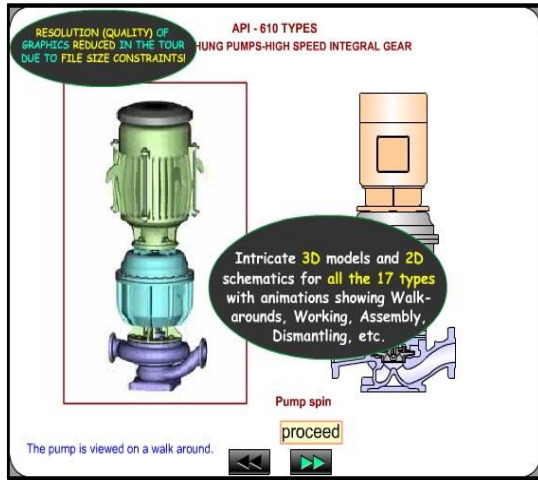 API - 610 TYPES
RESOLUTION (QUALITY) OF
GRAPHICS REDUCED IN THE TOUR
DUE TO FILE SIZE CONSTRAINTS!
HUNG PUMPS-HIGH SPEED INTEGRAL GEAR
Intricate 3D models and 2D
schematics for all the 17 types
with animations showing Walk-
arounds, Working, Assembly,
Dismantling, etc.
Pump spin
proceed
The pump is viewed on a walk around.